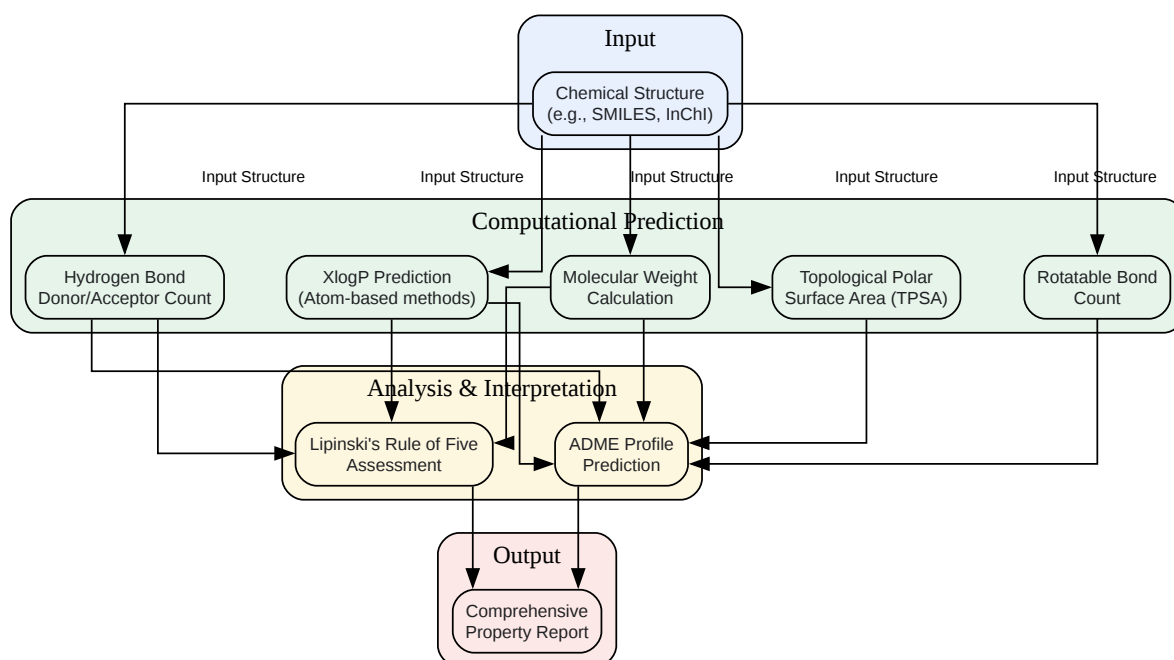 Input
Chemical Structure
(e.g., SMILES, InChI)
Input Structure
Input Structure
Input Structure
Input Structure
Input Structure
Computational Prediction
Hydrogen Bond
Donor/Acceptor Count
XlogP Prediction
(Atom-based methods)
Molecular Weight
Calculation
Topological Polar
Surface Area (TPSA)
Rotatable Bond
Count
Analysis & Interpretation
Lipinski's Rule of Five
Assessment
ADME Profile
Prediction
Output
Comprehensive
Property Report